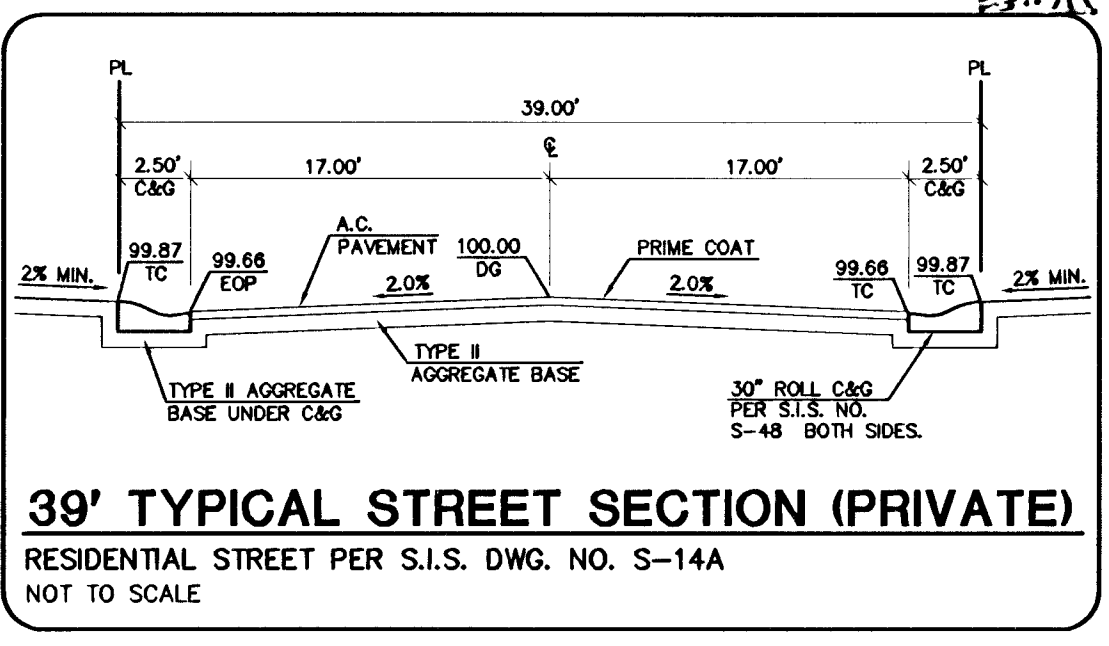 PL
PL
39.00'
℄
2.50'
C&G
17.00'
17.00'
2.50'
C&G
A.C.
PAVEMENT
100.00
DG
PRIME COAT
99.87
TC
99.66
EOP
99.66
TC
99.87
TC
2% MIN.
2.0%
2.0%
2% MIN.
TYPE II
AGGREGATE BASE
TYPE II AGGREGATE
BASE UNDER C&G
30" ROLL C&G
PER S.I.S. NO.
S-48 BOTH SIDES.
39' TYPICAL STREET SECTION (PRIVATE)
RESIDENTIAL STREET PER S.I.S. DWG. NO. S-14A
NOT TO SCALE